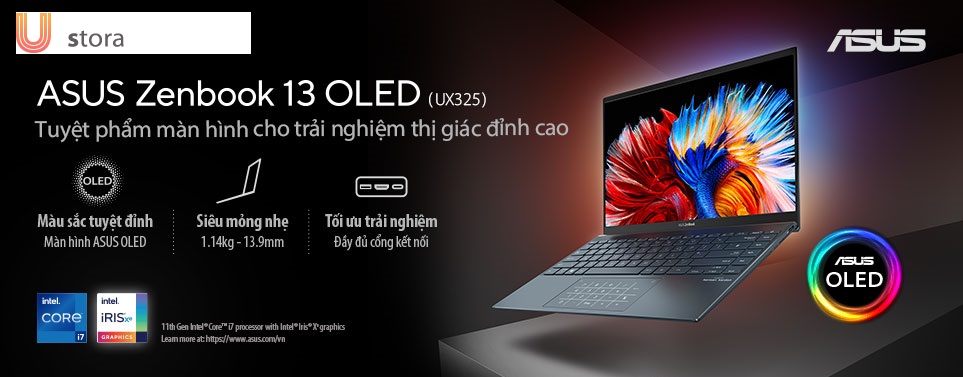 U stora
ASUS
ASUS Zenbook 13 OLED (UX325)
Tuyệt phẩm màn hình cho trải nghiệm thị giác đỉnh cao
OLED
Màu sắc tuyệt đỉnh
Màn hình ASUS OLED
Siêu mỏng nhẹ
1.14kg - 13.9mm
Tối ưu trải nghiệm
Đầy đủ cổng kết nối
ASUS
OLED
intel.
CORE
i7
intel.
iRIS Xe
GRAPHICS
11th Gen Intel® Core™ i7 processor with Intel® Iris® Xe graphics
Learn more at: https://www.asus.com/vn